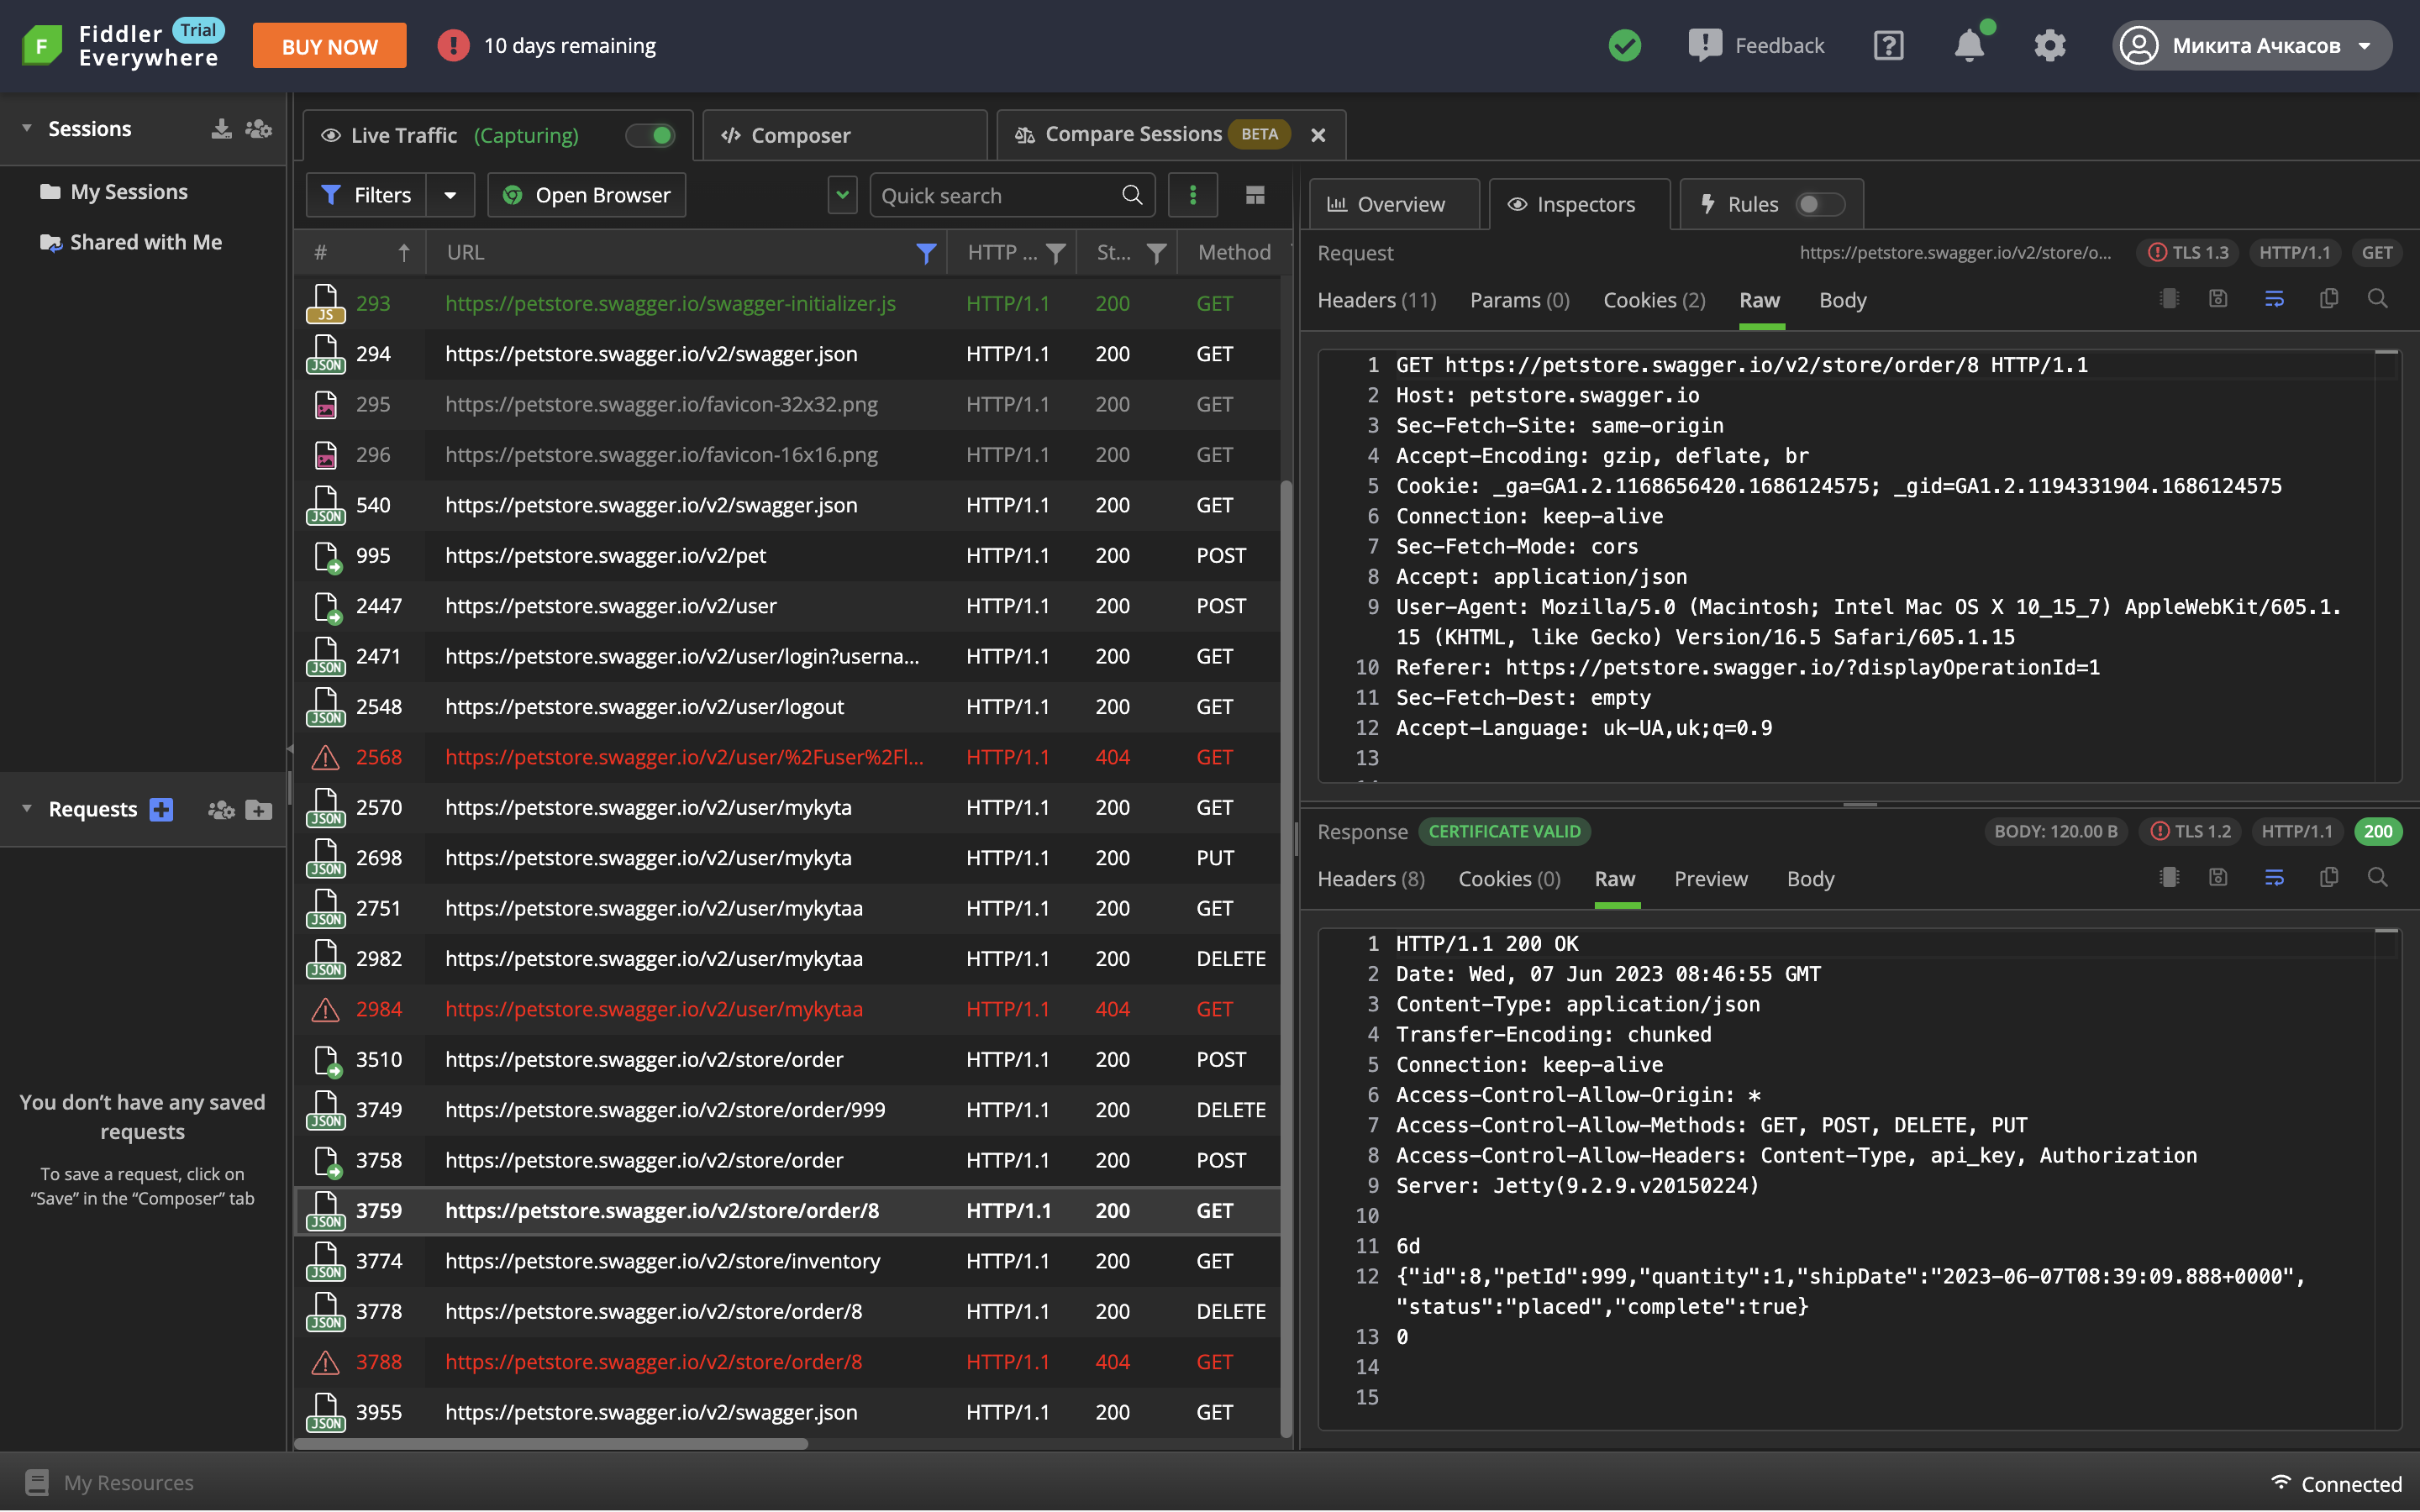 Fiddler Everywhere Trial
BUY NOW
10 days remaining
Feedback
Микита Ачкасов
Sessions
My Sessions
Shared with Me
Requests
You don’t have any saved
requests
To save a request, click on
“Save” in the “Composer” tab
Live Traffic (Capturing)
Composer
Compare Sessions BETA
Filters
Open Browser
Quick search
# URL HTTP ... St... Method
JS 293 https://petstore.swagger.io/swagger-initializer.js HTTP/1.1 200 GET
JSON 294 https://petstore.swagger.io/v2/swagger.json HTTP/1.1 200 GET
295 https://petstore.swagger.io/favicon-32x32.png HTTP/1.1 200 GET
296 https://petstore.swagger.io/favicon-16x16.png HTTP/1.1 200 GET
JSON 540 https://petstore.swagger.io/v2/swagger.json HTTP/1.1 200 GET
995 https://petstore.swagger.io/v2/pet HTTP/1.1 200 POST
2447 https://petstore.swagger.io/v2/user HTTP/1.1 200 POST
JSON 2471 https://petstore.swagger.io/v2/user/login?userna... HTTP/1.1 200 GET
JSON 2548 https://petstore.swagger.io/v2/user/logout HTTP/1.1 200 GET
2568 https://petstore.swagger.io/v2/user/%2Fuser%2Fl... HTTP/1.1 404 GET
JSON 2570 https://petstore.swagger.io/v2/user/mykyta HTTP/1.1 200 GET
JSON 2698 https://petstore.swagger.io/v2/user/mykyta HTTP/1.1 200 PUT
JSON 2751 https://petstore.swagger.io/v2/user/mykytaa HTTP/1.1 200 GET
JSON 2982 https://petstore.swagger.io/v2/user/mykytaa HTTP/1.1 200 DELETE
2984 https://petstore.swagger.io/v2/user/mykytaa HTTP/1.1 404 GET
3510 https://petstore.swagger.io/v2/store/order HTTP/1.1 200 POST
JSON 3749 https://petstore.swagger.io/v2/store/order/999 HTTP/1.1 200 DELETE
3758 https://petstore.swagger.io/v2/store/order HTTP/1.1 200 POST
JSON 3759 https://petstore.swagger.io/v2/store/order/8 HTTP/1.1 200 GET
JSON 3774 https://petstore.swagger.io/v2/store/inventory HTTP/1.1 200 GET
JSON 3778 https://petstore.swagger.io/v2/store/order/8 HTTP/1.1 200 DELETE
3788 https://petstore.swagger.io/v2/store/order/8 HTTP/1.1 404 GET
JSON 3955 https://petstore.swagger.io/v2/swagger.json HTTP/1.1 200 GET
Overview
Inspectors
Rules
Request https://petstore.swagger.io/v2/store/o... TLS 1.3 HTTP/1.1 GET
Headers (11) Params (0) Cookies (2) Raw Body
1 GET https://petstore.swagger.io/v2/store/order/8 HTTP/1.1
2 Host: petstore.swagger.io
3 Sec-Fetch-Site: same-origin
4 Accept-Encoding: gzip, deflate, br
5 Cookie: _ga=GA1.2.1168656420.1686124575; _gid=GA1.2.1194331904.1686124575
6 Connection: keep-alive
7 Sec-Fetch-Mode: cors
8 Accept: application/json
9 User-Agent: Mozilla/5.0 (Macintosh; Intel Mac OS X 10_15_7) AppleWebKit/605.1.
15 (KHTML, like Gecko) Version/16.5 Safari/605.1.15
10 Referer: https://petstore.swagger.io/?displayOperationId=1
11 Sec-Fetch-Dest: empty
12 Accept-Language: uk-UA,uk;q=0.9
13
Response CERTIFICATE VALID BODY: 120.00 B TLS 1.2 HTTP/1.1 200
Headers (8) Cookies (0) Raw Preview Body
1 HTTP/1.1 200 OK
2 Date: Wed, 07 Jun 2023 08:46:55 GMT
3 Content-Type: application/json
4 Transfer-Encoding: chunked
5 Connection: keep-alive
6 Access-Control-Allow-Origin: *
7 Access-Control-Allow-Methods: GET, POST, DELETE, PUT
8 Access-Control-Allow-Headers: Content-Type, api_key, Authorization
9 Server: Jetty(9.2.9.v20150224)
10
11 6d
12 {"id":8,"petId":999,"quantity":1,"shipDate":"2023-06-07T08:39:09.888+0000",
"status":"placed","complete":true}
13 0
14
15
My Resources
Connected